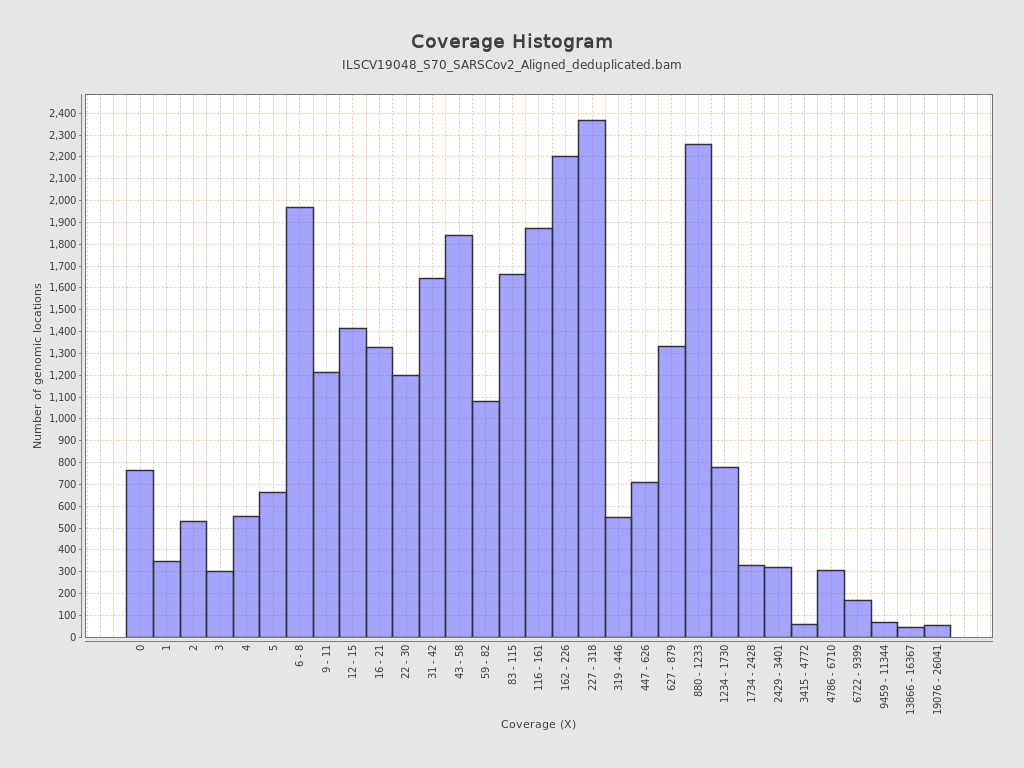 Coverage Histogram
ILSCV19048_S70_SARSCov2_Aligned_deduplicated.bam
Number of genomic locations
2,400
2,300
2,200
2,100
2,000
1,900
1,800
1,700
1,600
1,500
1,400
1,300
1,200
1,100
1,000
900
800
700
600
500
400
300
200
100
0
0
1
2
3
4
5
6 - 8
9 - 11
12 - 15
16 - 21
22 - 30
31 - 42
43 - 58
59 - 82
83 - 115
116 - 161
162 - 226
227 - 318
319 - 446
447 - 626
627 - 879
880 - 1233
1234 - 1730
1734 - 2428
2429 - 3401
3415 - 4772
4786 - 6710
6722 - 9399
9459 - 11344
13866 - 16367
19076 - 26041
Coverage (X)